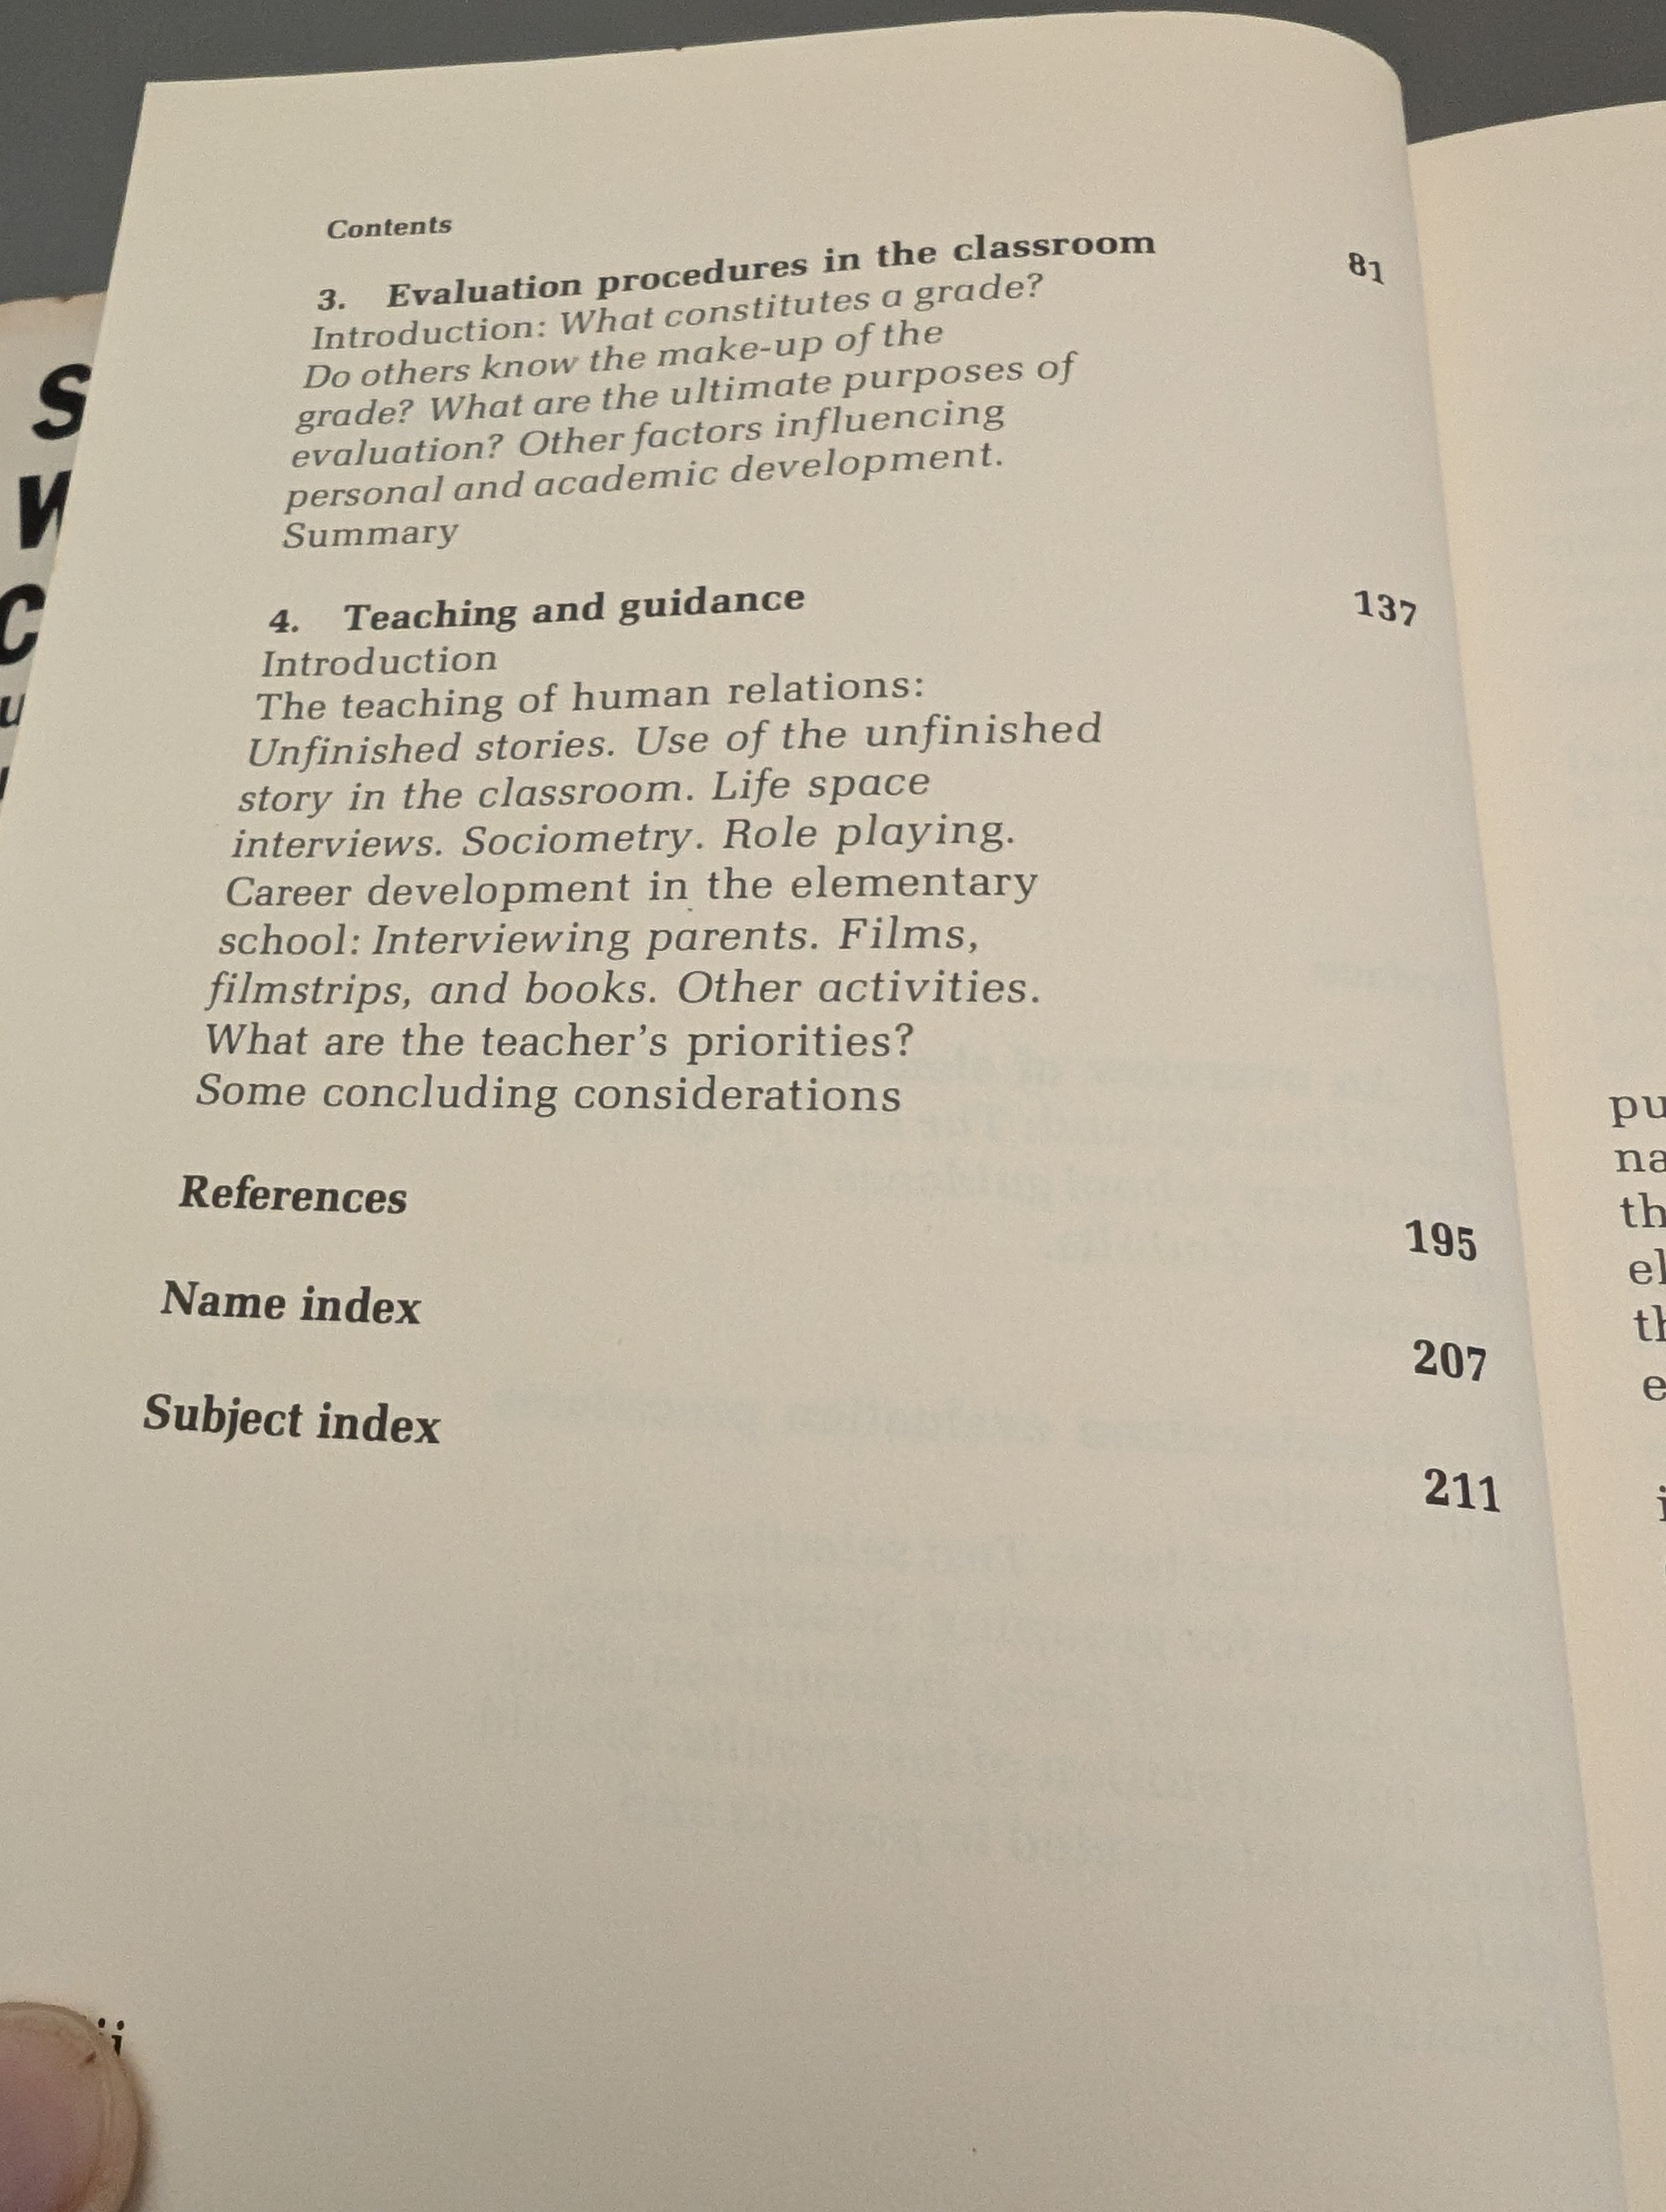 Contents
3. Evaluation procedures in the classroom 81
Introduction: What constitutes a grade?
Do others know the make-up of the
grade? What are the ultimate purposes of
evaluation? Other factors influencing
personal and academic development.
Summary
4. Teaching and guidance 137
Introduction
The teaching of human relations:
Unfinished stories. Use of the unfinished
story in the classroom. Life space
interviews. Sociometry. Role playing.
Career development in the elementary
school: Interviewing parents. Films,
filmstrips, and books. Other activities.
What are the teacher's priorities?
Some concluding considerations
References 195
Name index 207
Subject index 211